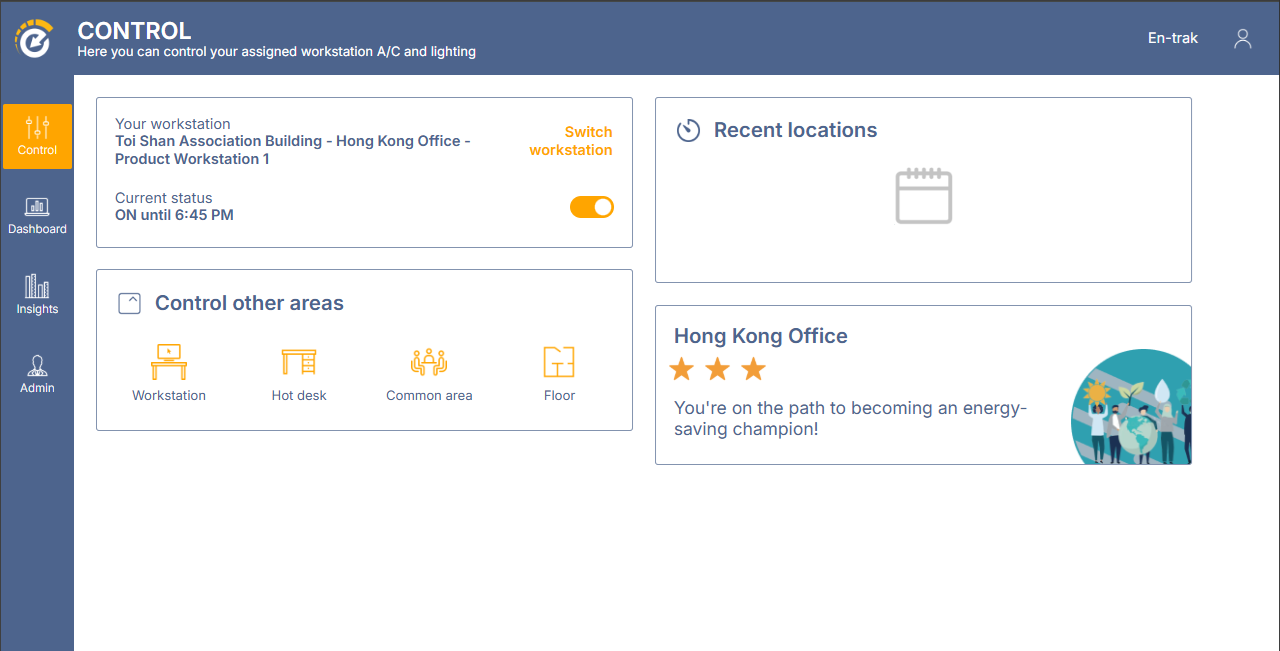 CONTROL
Here you can control your assigned workstation A/C and lighting
En-trak
Control
Dashboard
Insights
Admin
Your workstation
Toi Shan Association Building - Hong Kong Office -
Product Workstation 1
Switch
workstation
Current status
ON until 6:45 PM
Control other areas
Workstation
Hot desk
Common area
Floor
Recent locations
Hong Kong Office
You're on the path to becoming an energy-
saving champion!